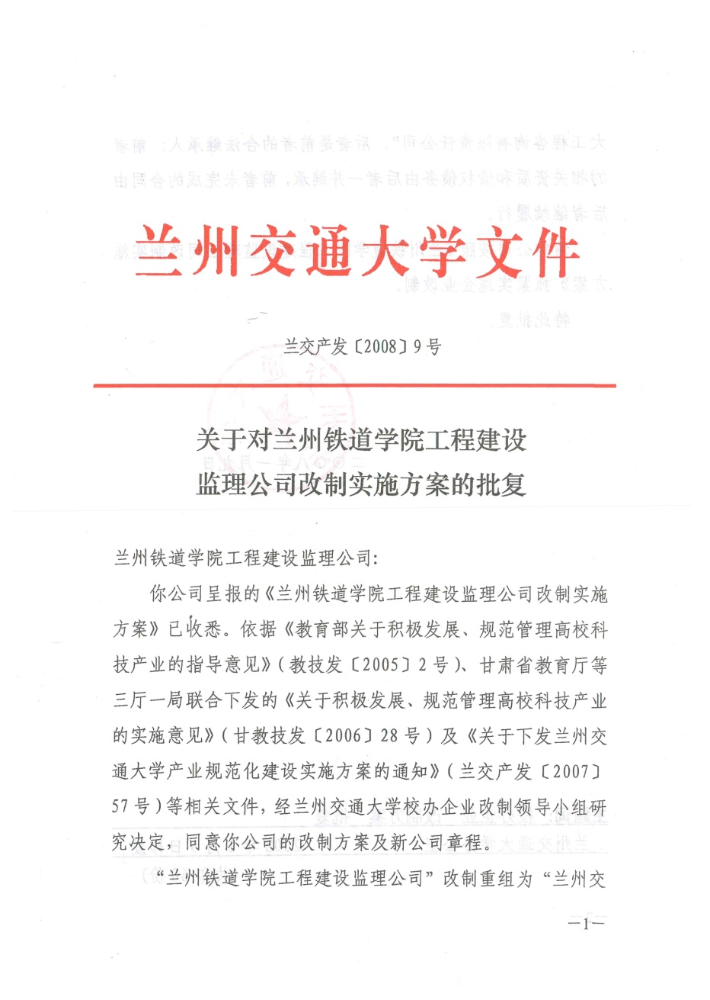 兰州交通大学文件
兰交产发〔2008〕9号
关于对兰州铁道学院工程建设
监理公司改制实施方案的批复
兰州铁道学院工程建设监理公司:
你公司呈报的《兰州铁道学院工程建设监理公司改制实施
方案》已收悉。依据《教育部关于积极发展、规范管理高校科
技产业的指导意见》(教技发〔2005〕2号)、甘肃省教育厅等
三厅一局联合下发的《关于积极发展、规范管理高校科技产业
的实施意见》(甘教技发〔2006〕28号)及《关于下发兰州交
通大学产业规范化建设实施方案的通知》(兰交产发〔2007〕
57号)等相关文件,经兰州交通大学校办企业改制领导小组研
究决定,同意你公司的改制方案及新公司章程。
“兰州铁道学院工程建设监理公司”改制重组为“兰州交
—1—